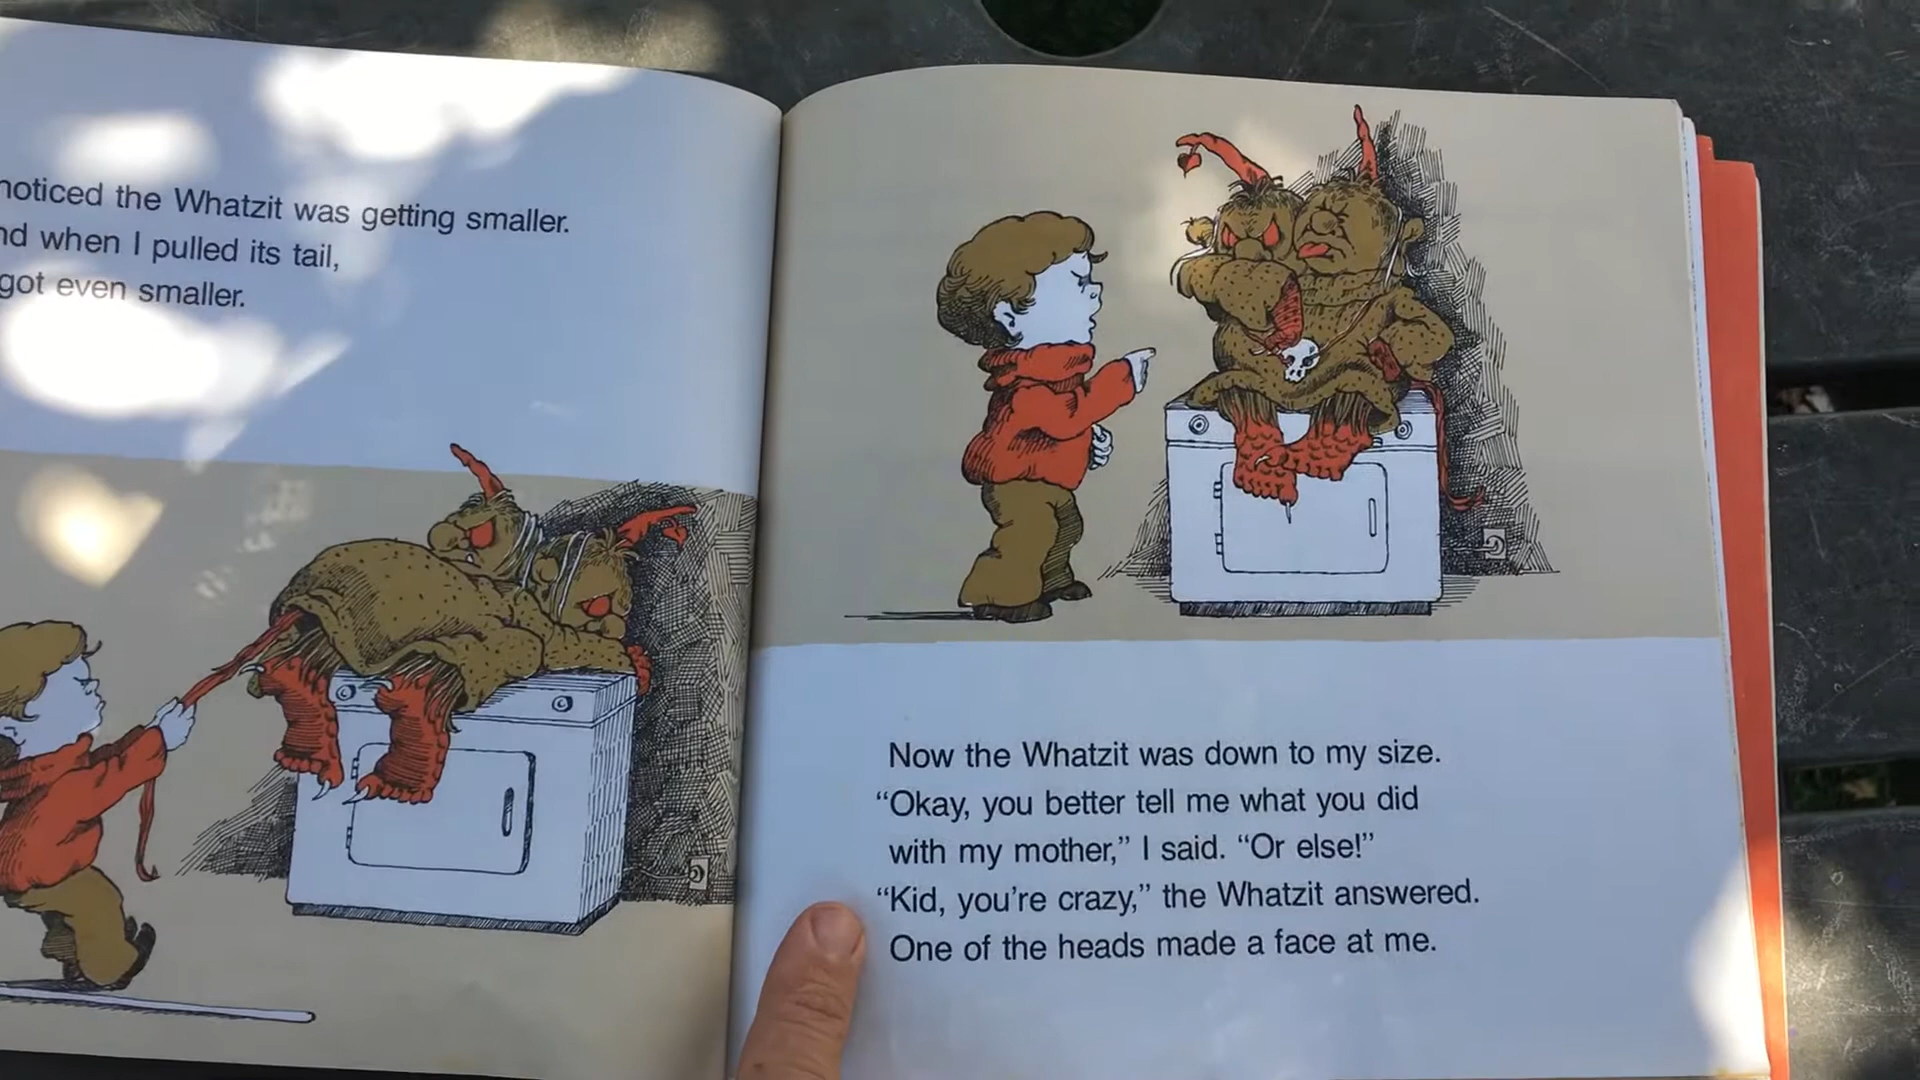 noticed the Whatzit was getting smaller.
nd when I pulled its tail,
got even smaller.
Now the Whatzit was down to my size.
“Okay, you better tell me what you did
with my mother,” I said. “Or else!”
“Kid, you’re crazy,” the Whatzit answered.
One of the heads made a face at me.